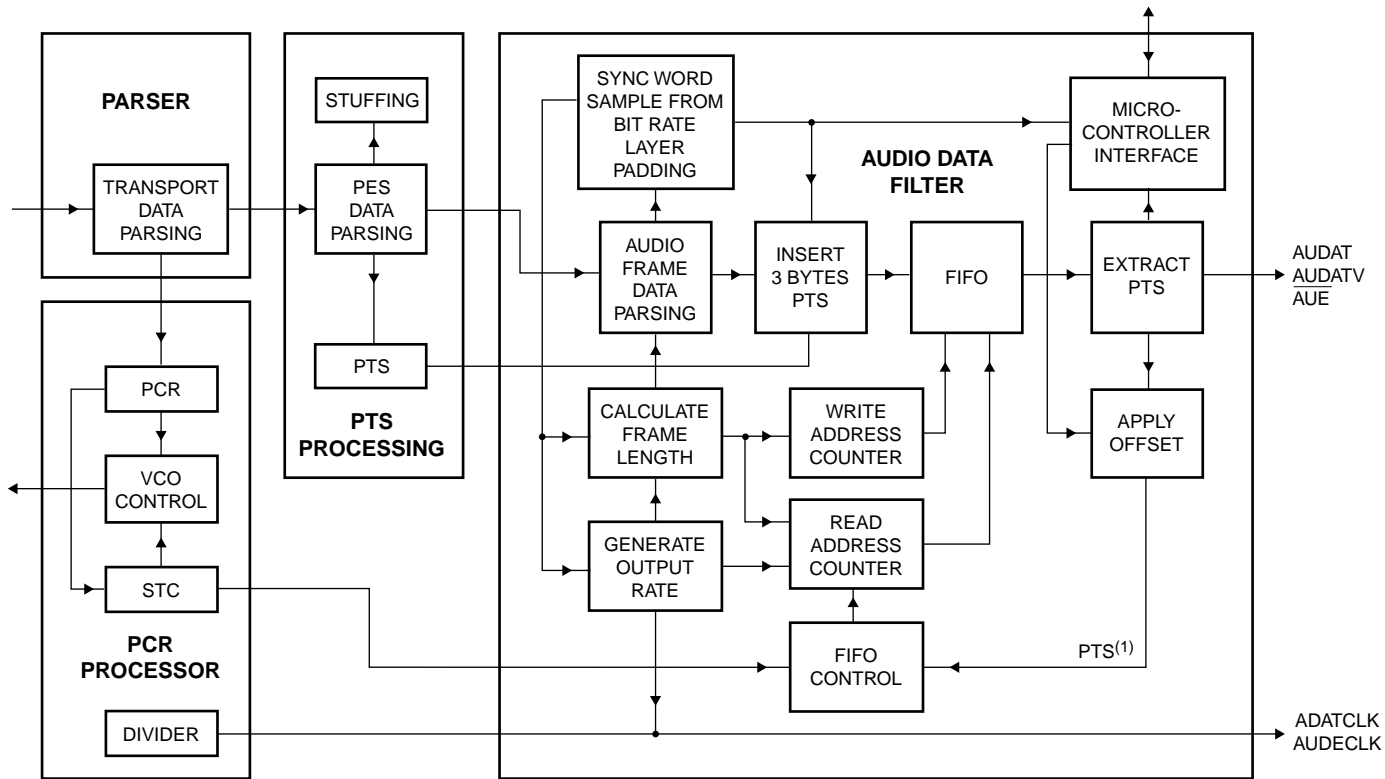 PARSER
TRANSPORT
DATA
PARSING
STUFFING
PES
DATA
PARSING
PTS
PTS
PROCESSING
PCR
VCO
CONTROL
STC
PCR
PROCESSOR
DIVIDER
SYNC WORD
SAMPLE FROM
BIT RATE
LAYER
PADDING
AUDIO DATA
FILTER
MICRO-
CONTROLLER
INTERFACE
AUDIO
FRAME
DATA
PARSING
INSERT
3 BYTES
PTS
FIFO
EXTRACT
PTS
AUDAT
AUDATV
AUE
CALCULATE
FRAME
LENGTH
WRITE
ADDRESS
COUNTER
APPLY
OFFSET
GENERATE
OUTPUT
RATE
READ
ADDRESS
COUNTER
FIFO
CONTROL
PTS(1)
ADATCLK
AUDECLK